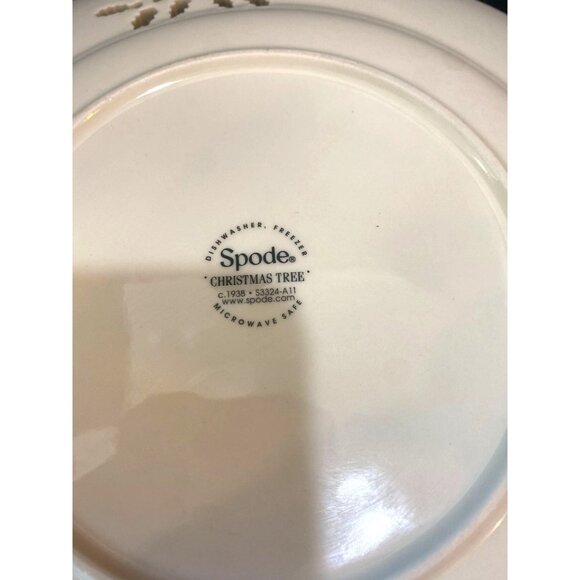 DISHWASHER, FREEZER
Spode®
· CHRISTMAS TREE ·
c.1938 • S3324-A11
www.spode.com
MICROWAVE SAFE